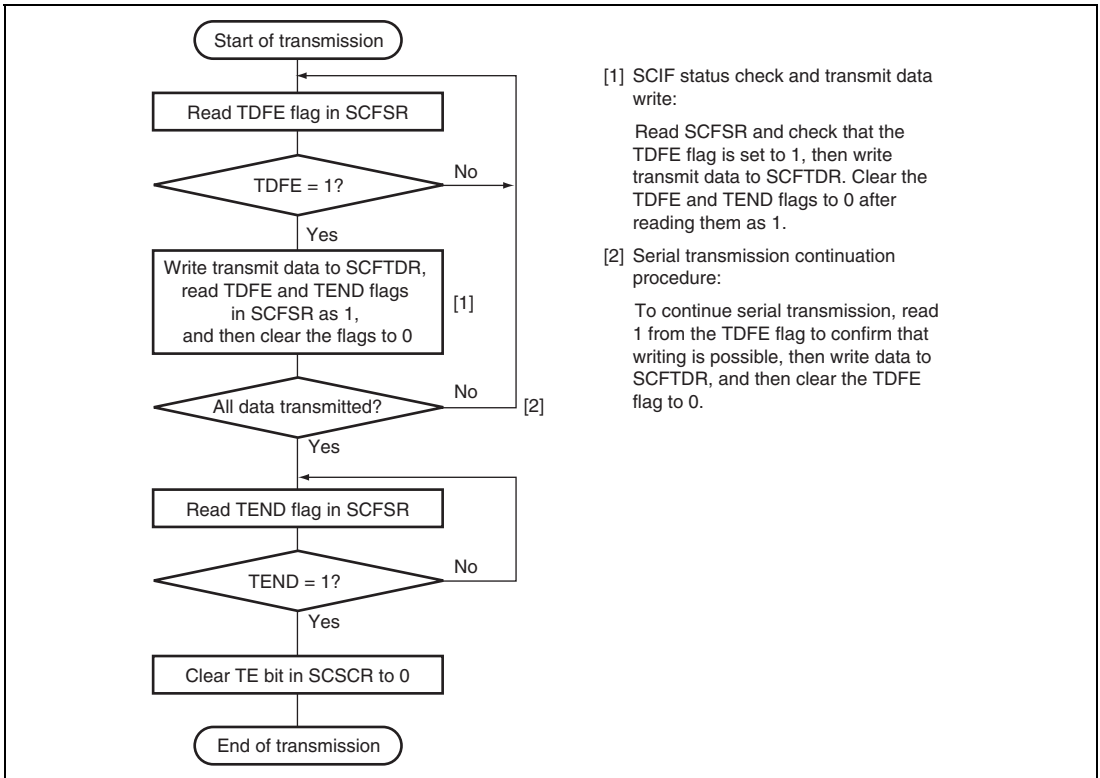 Start of transmission
Read TDFE flag in SCFSR
TDFE = 1?
No
Yes
Write transmit data to SCFTDR,
read TDFE and TEND flags
in SCFSR as 1,
and then clear the flags to 0
[1]
All data transmitted?
No
[2]
Yes
Read TEND flag in SCFSR
TEND = 1?
No
Yes
Clear TE bit in SCSCR to 0
End of transmission
[1] SCIF status check and transmit data
write:
Read SCFSR and check that the
TDFE flag is set to 1, then write
transmit data to SCFTDR. Clear the
TDFE and TEND flags to 0 after
reading them as 1.
[2] Serial transmission continuation
procedure:
To continue serial transmission, read
1 from the TDFE flag to confirm that
writing is possible, then write data to
SCFTDR, and then clear the TDFE
flag to 0.